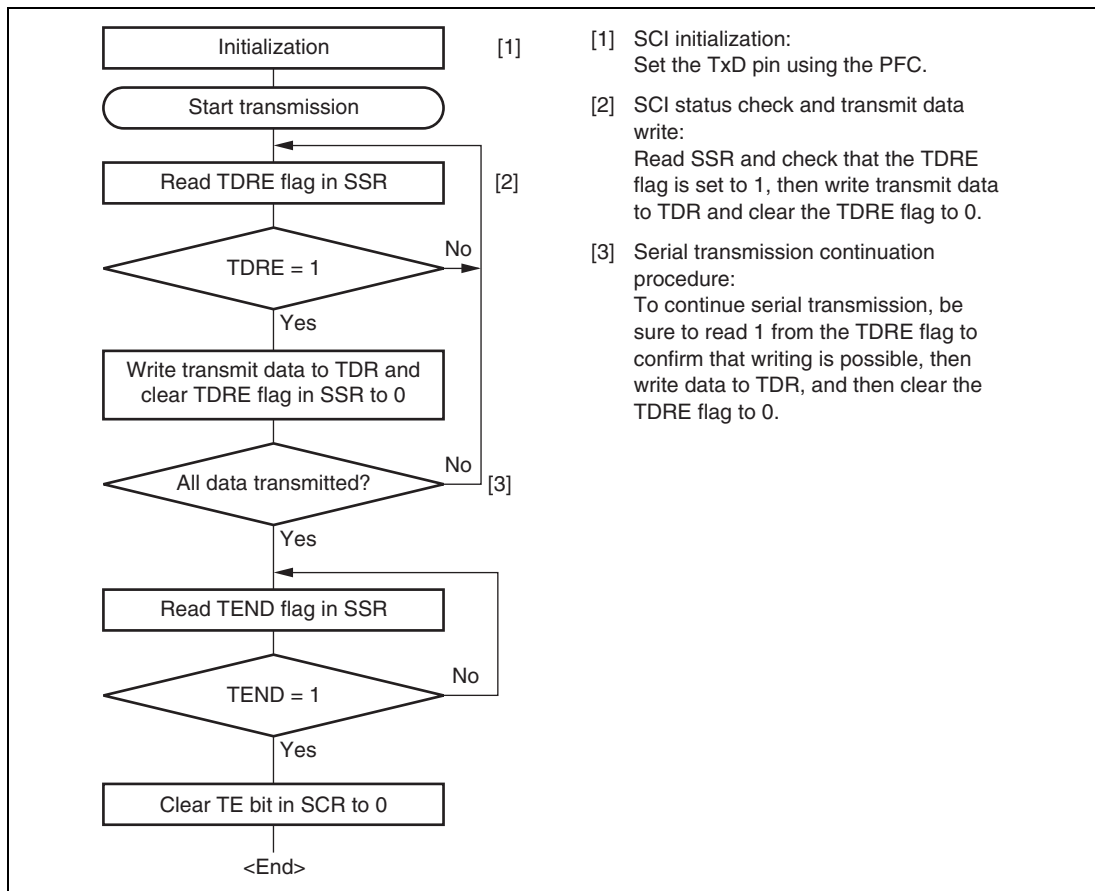 Initialization
[1]
Start transmission
Read TDRE flag in SSR
[2]
No
TDRE = 1
Yes
Write transmit data to TDR and
clear TDRE flag in SSR to 0
No
All data transmitted?
[3]
Yes
Read TEND flag in SSR
No
TEND = 1
Yes
Clear TE bit in SCR to 0
<End>
[1] SCI initialization:
Set the TxD pin using the PFC.
[2] SCI status check and transmit data
write:
Read SSR and check that the TDRE
flag is set to 1, then write transmit data
to TDR and clear the TDRE flag to 0.
[3] Serial transmission continuation
procedure:
To continue serial transmission, be
sure to read 1 from the TDRE flag to
confirm that writing is possible, then
write data to TDR, and then clear the
TDRE flag to 0.